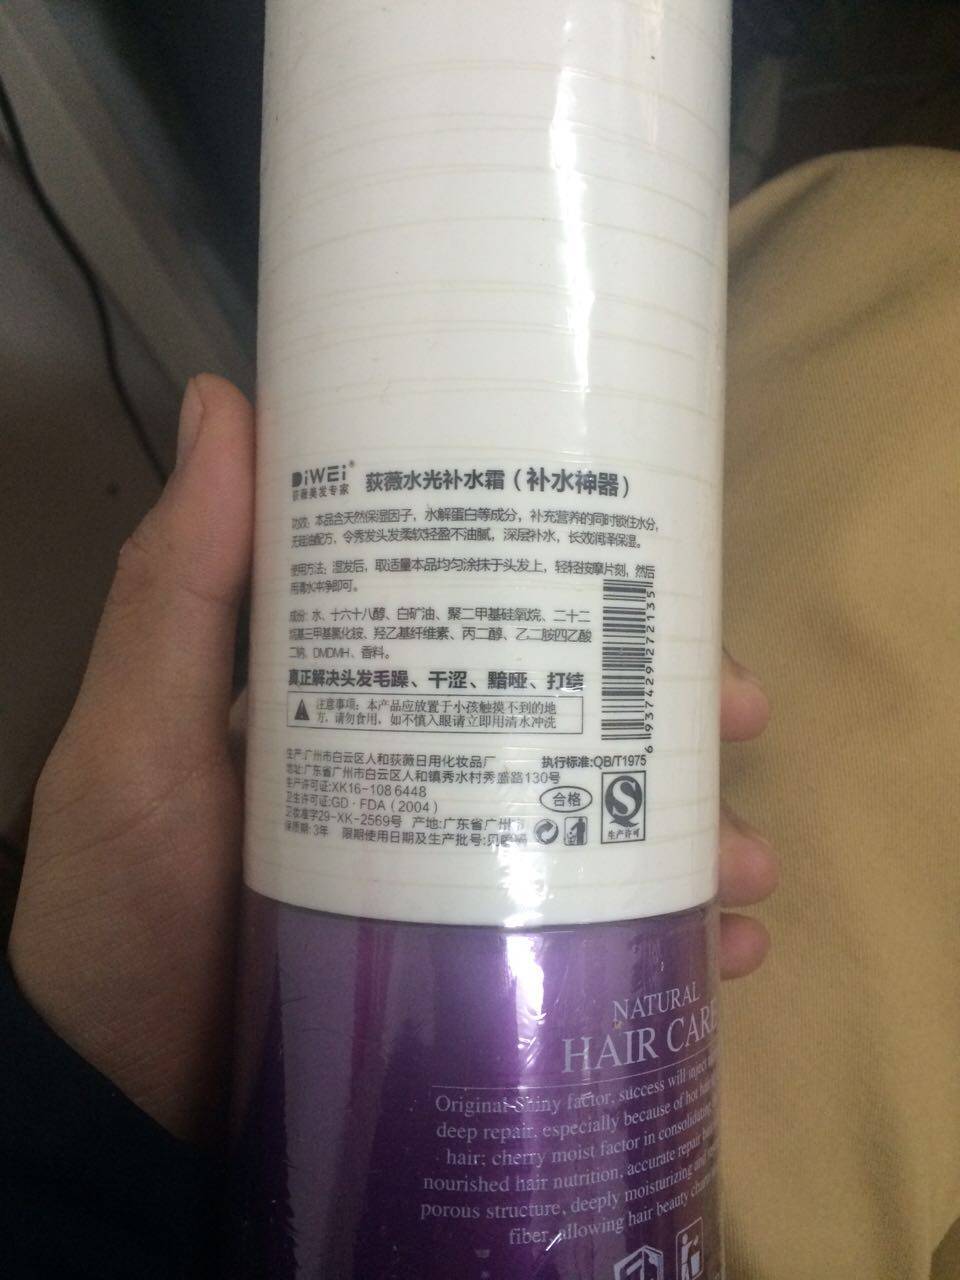 DiWEi®
荻薇美发专家
荻薇水光补水霜（补水神器）
功效：本品含天然保湿因子，水解蛋白等成分，补充营养的同时锁住水分，
无硅油配方，令秀发头发柔软轻盈不油腻，深层补水，长效润泽保湿。
使用方法：湿发后，取适量本品均匀涂抹于头发上，轻轻按摩片刻，然后
用清水冲净即可。
成份：水、十六十八醇、白矿油、聚二甲基硅氧烷、二十二
烷基三甲基氯化铵、羟乙基纤维素、丙二醇、乙二胺四乙酸
二钠、DMDMH、香料。
真正解决头发毛躁、干涩、黯哑、打结
注意事项：本产品应放置于小孩触摸不到的地
方，请勿食用，如不慎入眼请立即用清水冲洗
6937429272135
生产：广州市白云区人和荻薇日用化妆品厂
执行标准:QB/T1975
地址：广东省广州市白云区人和镇秀水村秀盛路130号
生产许可证:XK16-108 6448
卫生许可证:GD·FDA（2004）
卫妆准字29-XK-2569号 产地:广东省广州市
保质期: 3年 限期使用日期及生产批号:见
合格
生产许可
NATURAL
HAIR CARE
Original Shiny factor, success will inject
deep repair. especially because of hot
hair; cherry moist factor in consolidating
nourished hair nutrition, accurate repair
porous structure, deeply moisturizing
fiber, allowing hair beauty